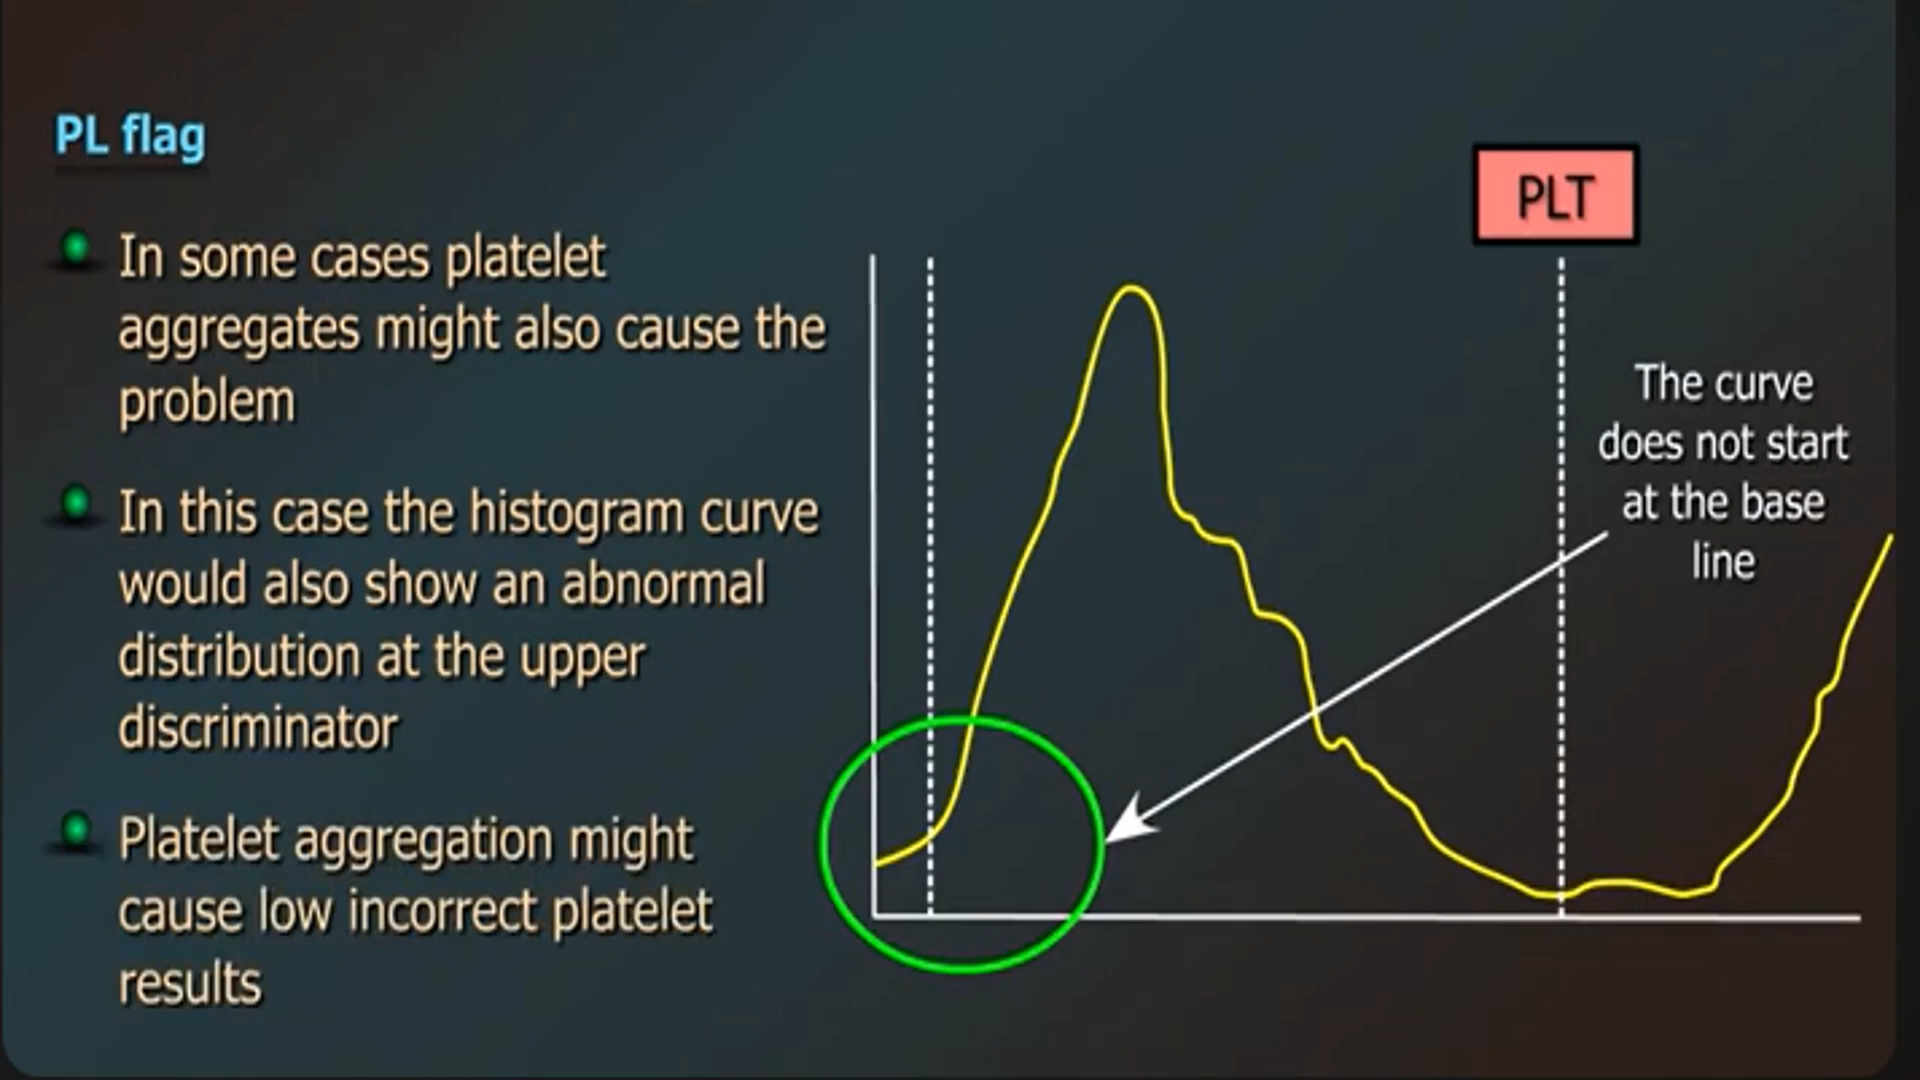 PL flag
In some cases platelet
aggregates might also cause the
problem
In this case the histogram curve
would also show an abnormal
distribution at the upper
discriminator
Platelet aggregation might
cause low incorrect platelet
results
PLT
The curve
does not start
at the base
line